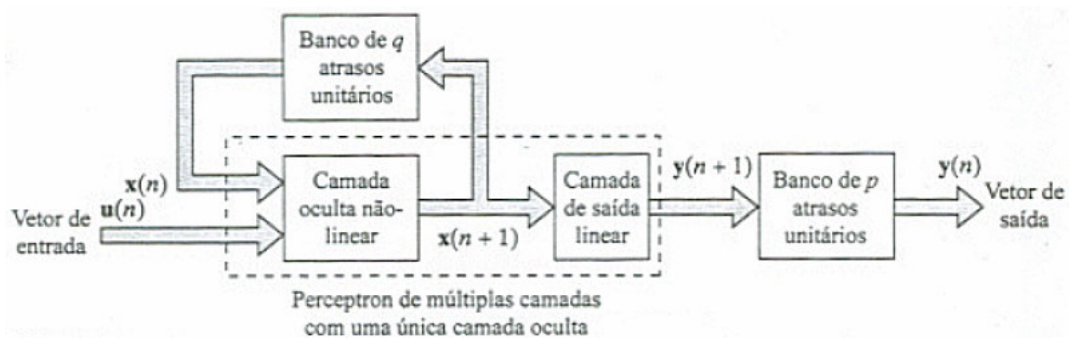 Banco de q
atrasos
unitários
x(n)
u(n)
Vetor de
entrada
Camada
oculta não-
linear
x(n + 1)
Camada
de saída
linear
y(n + 1)
Banco de p
atrasos
unitários
y(n)
Vetor de
saída
Perceptron de múltiplas camadas
com uma única camada oculta